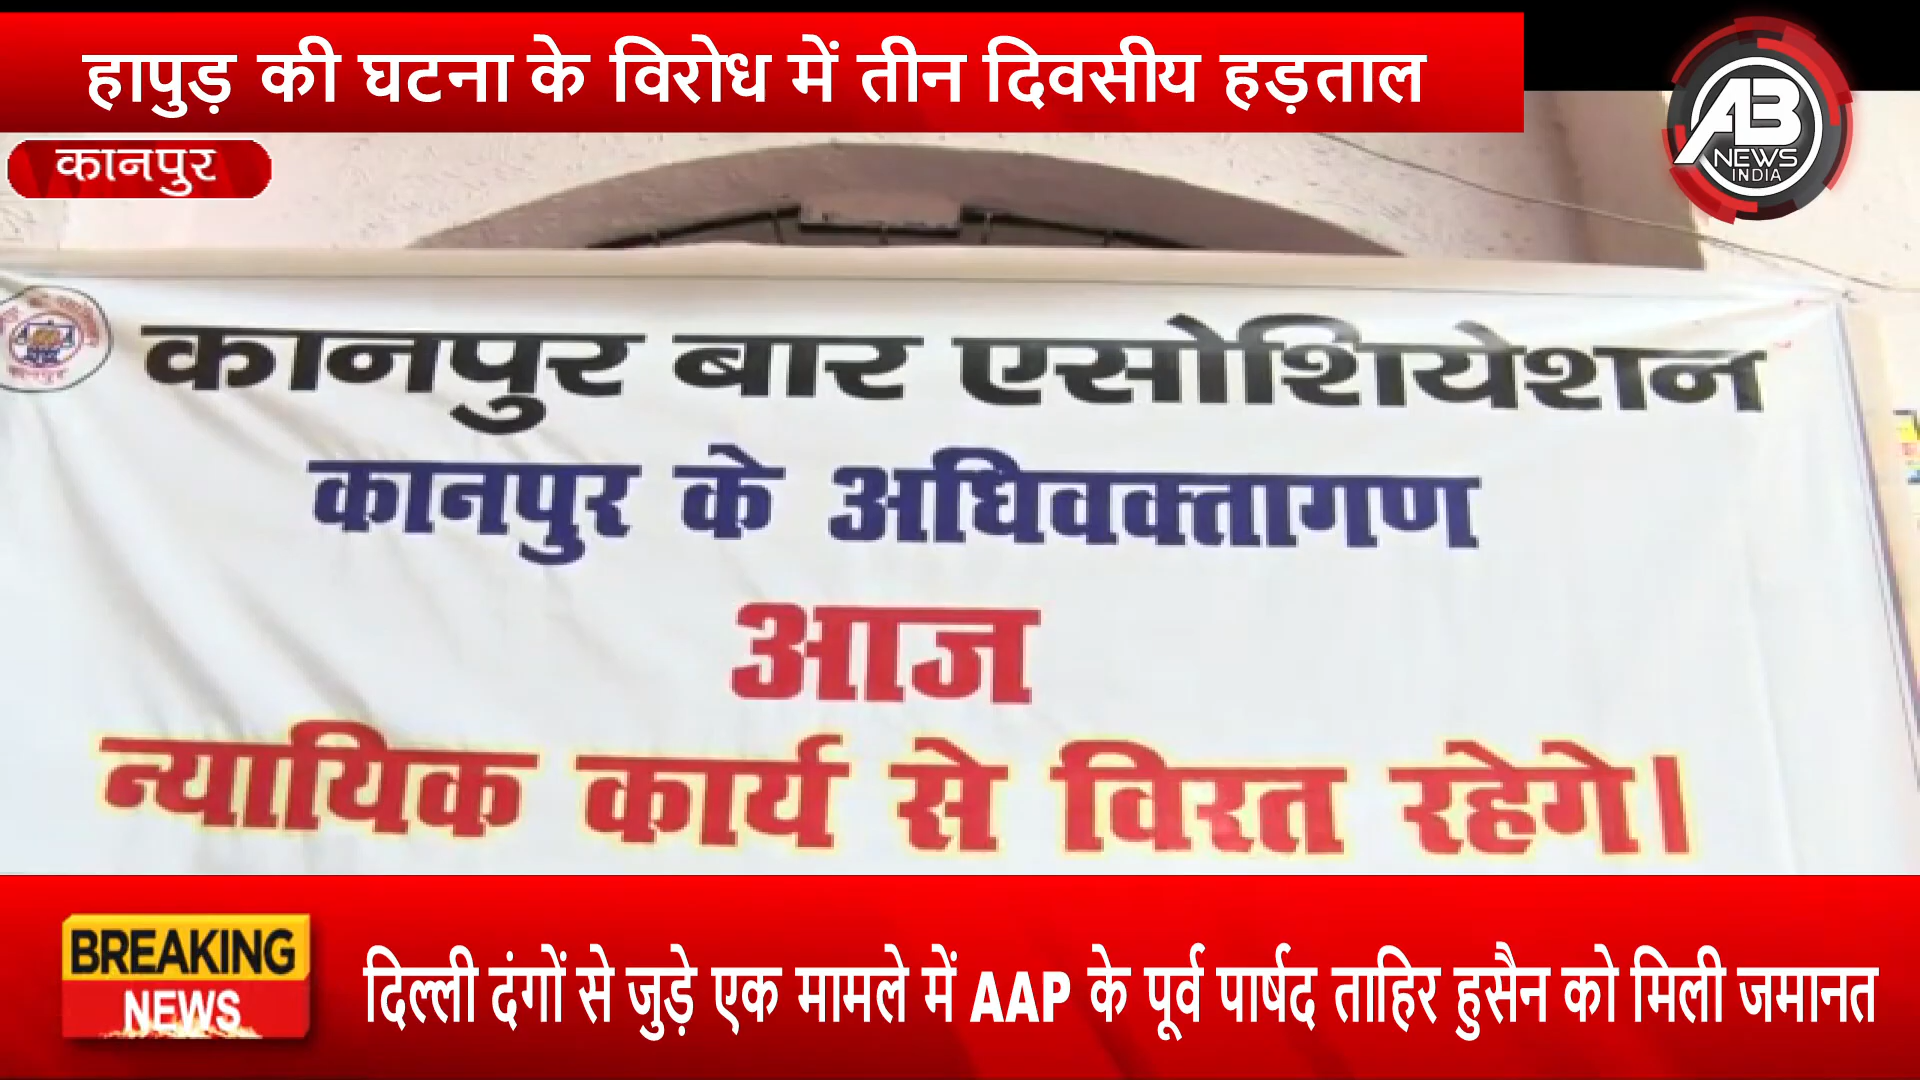 हापुड़ की घटना के विरोध में तीन दिवसीय हड़ताल
कानपुर
AB
NEWS
INDIA
कानपुर बार एसोशियेशन
कानपुर के अधिवक्तागण
आज
न्यायिक कार्य से विरत रहेगे।
BREAKING
NEWS
दिल्ली दंगों से जुड़े एक मामले में AAP के पूर्व पार्षद ताहिर हुसैन को मिली जमानत